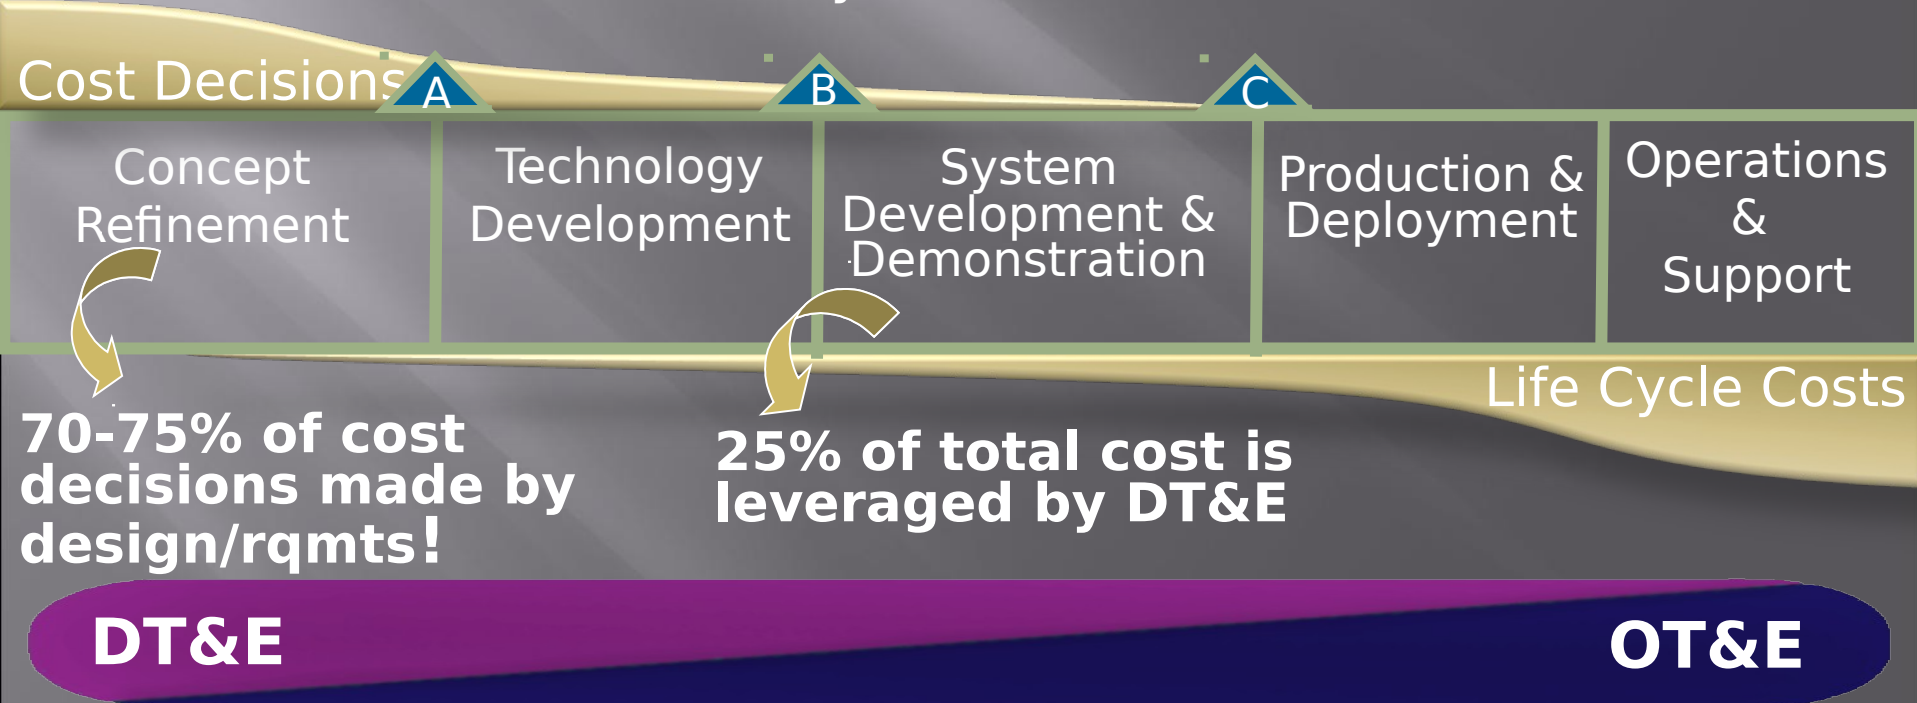 Cost Decisions
A
B
C
Concept
Refinement
Technology
Development
System
Development &
Demonstration
Production &
Deployment
Operations
&
Support
Life Cycle Costs
70-75% of cost
decisions made by
design/rqmts!
25% of total cost is
leveraged by DT&E
DT&E
OT&E